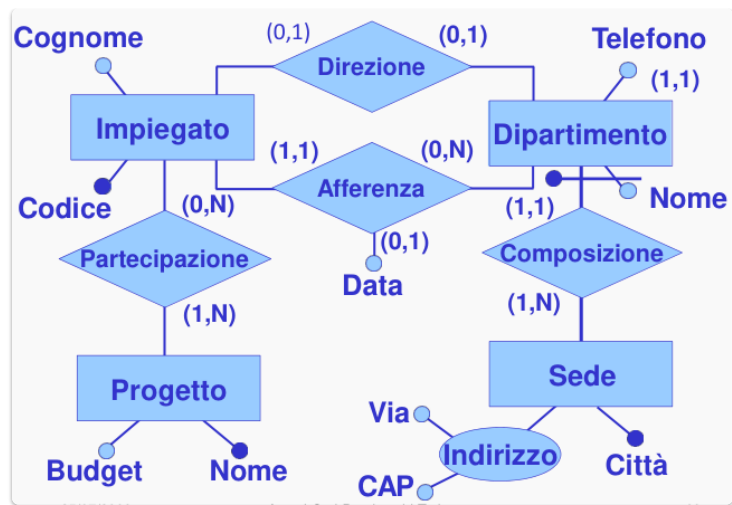 Cognome
(0,1)
Direzione
(0,1)
Telefono
(1,1)
Impiegato
Dipartimento
(1,1)
Afferenza
(0,N)
Codice
(0,N)
(0,1)
Data
(1,1)
Nome
Partecipazione
Composizione
(1,N)
(1,N)
Progetto
Sede
Via
Indirizzo
CAP
Città
Budget
Nome